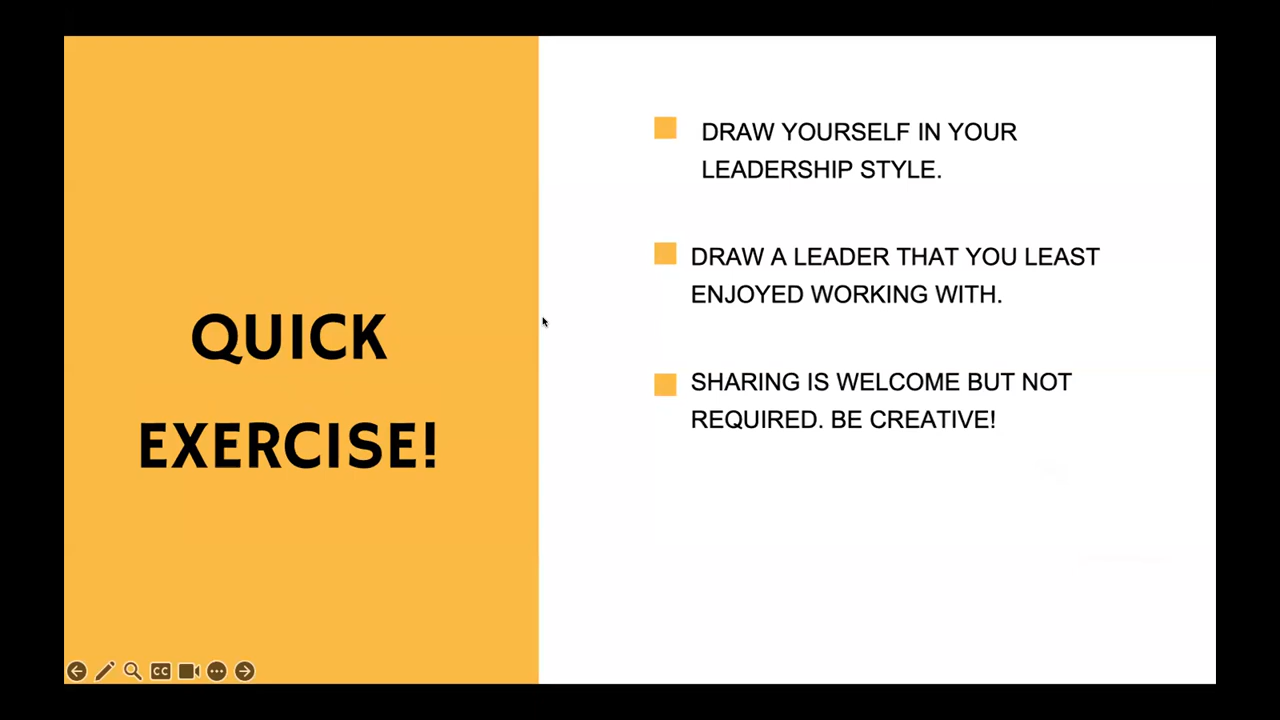 QUICK
EXERCISE!
DRAW YOURSELF IN YOUR
LEADERSHIP STYLE.
DRAW A LEADER THAT YOU LEAST
ENJOYED WORKING WITH.
SHARING IS WELCOME BUT NOT
REQUIRED. BE CREATIVE!
CC